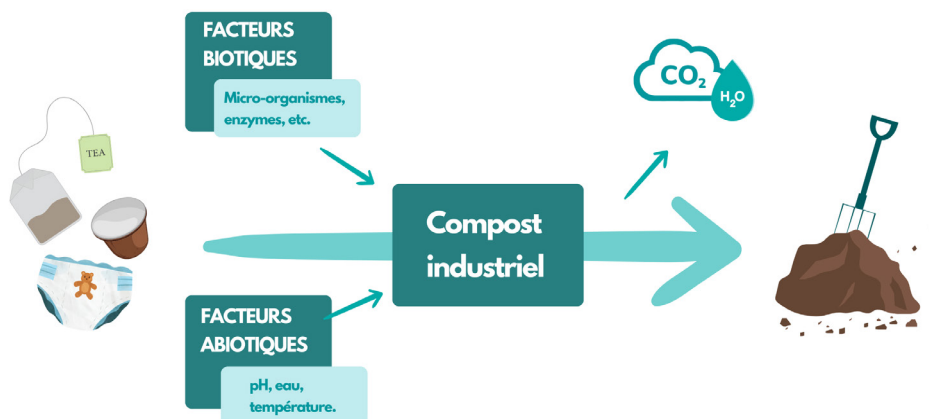 FACTEURS
BIOTIQUES
Micro-organismes,
enzymes, etc.
CO₂
H₂O
TEA
Compost
industriel
FACTEURS
ABIOTIQUES
pH, eau,
température.